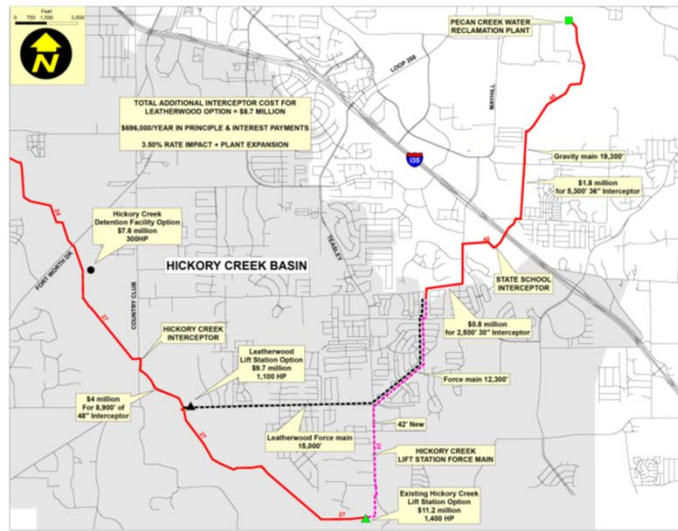 Feet
0 750 1,500 3,000
N
PECAN CREEK WATER
RECLAMATION PLANT
LOOP 288
MAYHILL
TOTAL ADDITIONAL INTERCEPTOR COST FOR
LEATHERWOOD OPTION = $8.7 MILLION
$696,000/YEAR IN PRINCIPLE & INTEREST PAYMENTS
3.50% RATE IMPACT + PLANT EXPANSION
I35
Gravity main 19,300'
$1.8 million
for 5,300' 36" Interceptor
24
Hickory Creek
Detention Facility Option
$7.6 million
300HP
FORT WORTH DR
COUNTRY CLUB
TEASLEY
HICKORY CREEK BASIN
STATE SCHOOL
INTERCEPTOR
27
HICKORY CREEK
INTERCEPTOR
$0.8 million
for 2,500' 30" Interceptor
Leatherwood
Lift Station Option
$9.7 million
1,100 HP
Force main 12,300'
$4 million
For 8,900' of
48" Interceptor
27
Leatherwood Force main
15,000'
42' New
HICKORY CREEK
LIFT STATION FORCE MAIN
27
Existing Hickory Creek
Lift Station Option
$11.2 million
1,400 HP